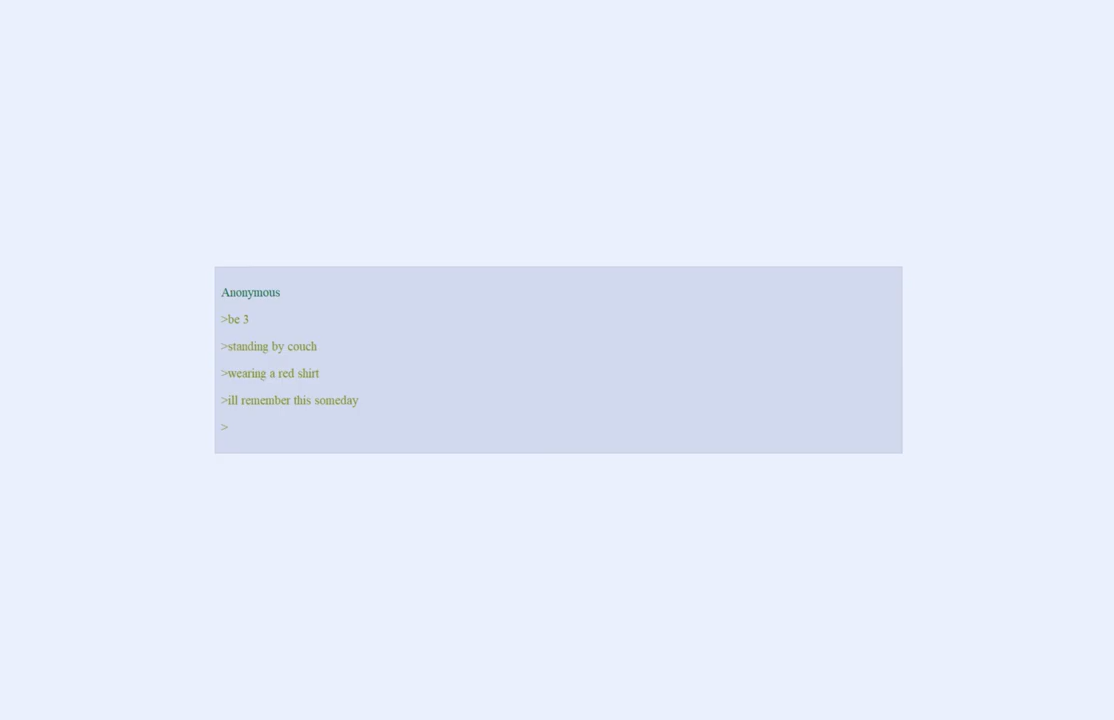 Anonymous
>be 3
>standing by couch
>wearing a red shirt
>ill remember this someday
>